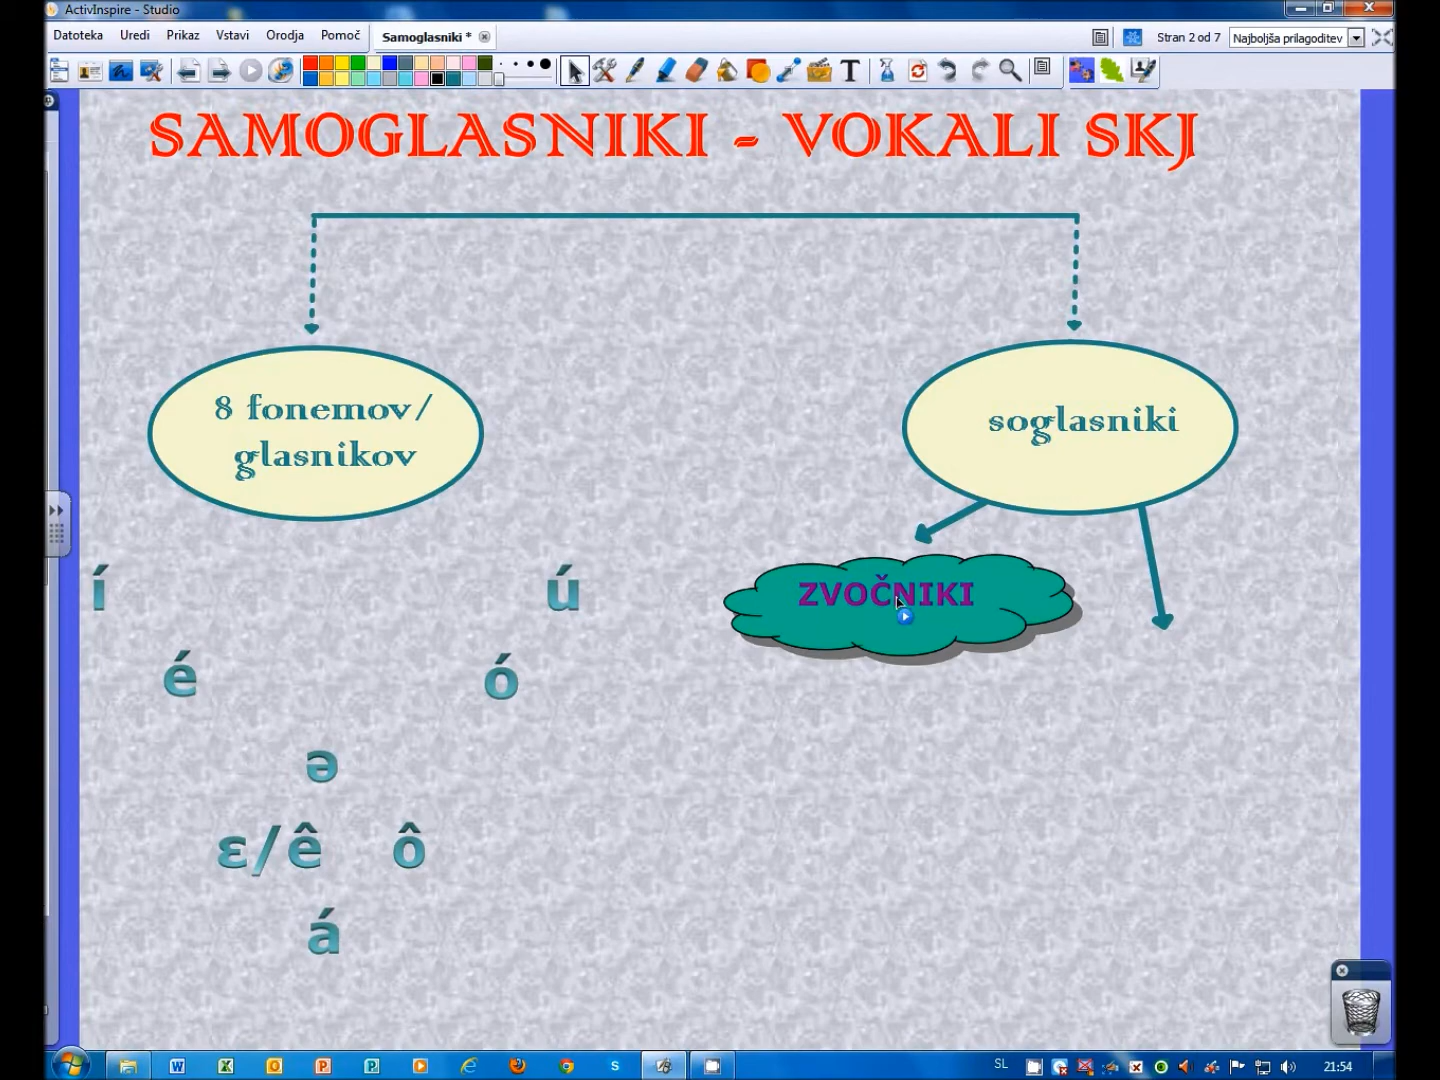 ActivInspire - Studio
Datoteka Uredi Prikaz Vstavi Orodja Pomoč Samoglasniki * Stran 2 od 7 Najboljša prilagoditev
SAMOGLASNIKI - VOKALI SKJ
8 fonemov/
glasnikov
soglasniki
ZVOČNIKI
í ú
é ó
ə
ɛ/ê ô
á
SL 21:54